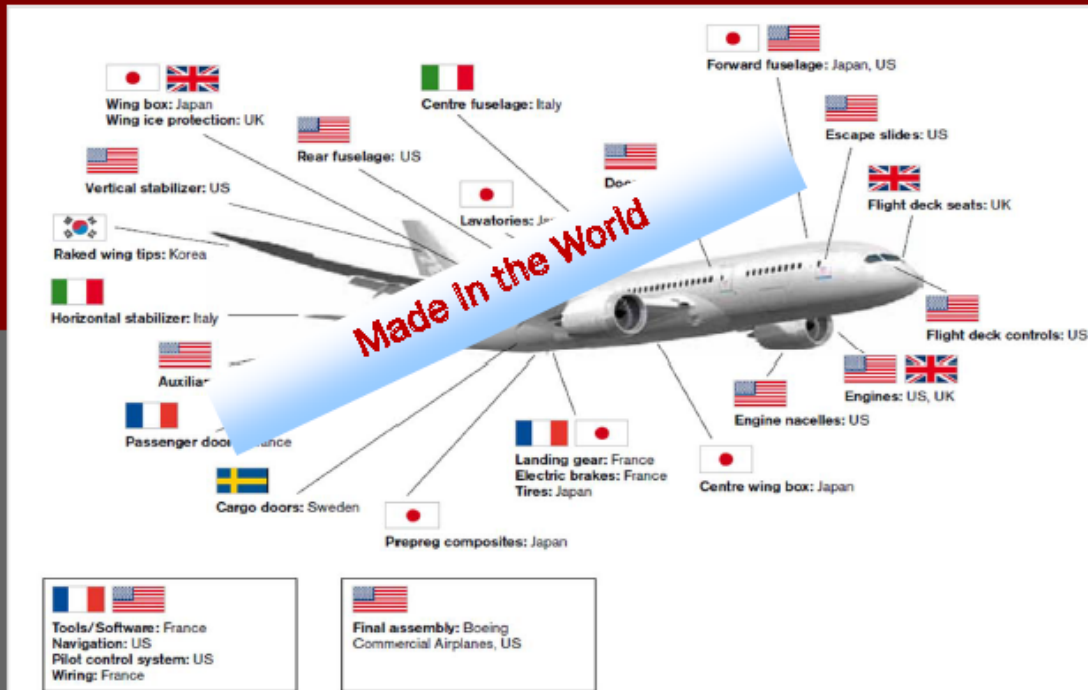 Forward fuselage: Japan, US
Wing box: Japan
Wing ice protection: UK
Centre fuselage: Italy
Escape slides: US
Rear fuselage: US
Vertical stabilizer: US
Lavatories:
Flight deck seats: UK
Raked wing tips: Korea
Made in the World
Horizontal stabilizer: Italy
Flight deck controls: US
Engines: US, UK
Engine nacelles: US
Passenger
Landing gear: France
Electric brakes: France
Tires: Japan
Centre wing box: Japan
Cargo doors: Sweden
Prepreg composites: Japan
Tools/Software: France
Navigation: US
Pilot control system: US
Wiring: France
Final assembly: Boeing
Commercial Airplanes, US